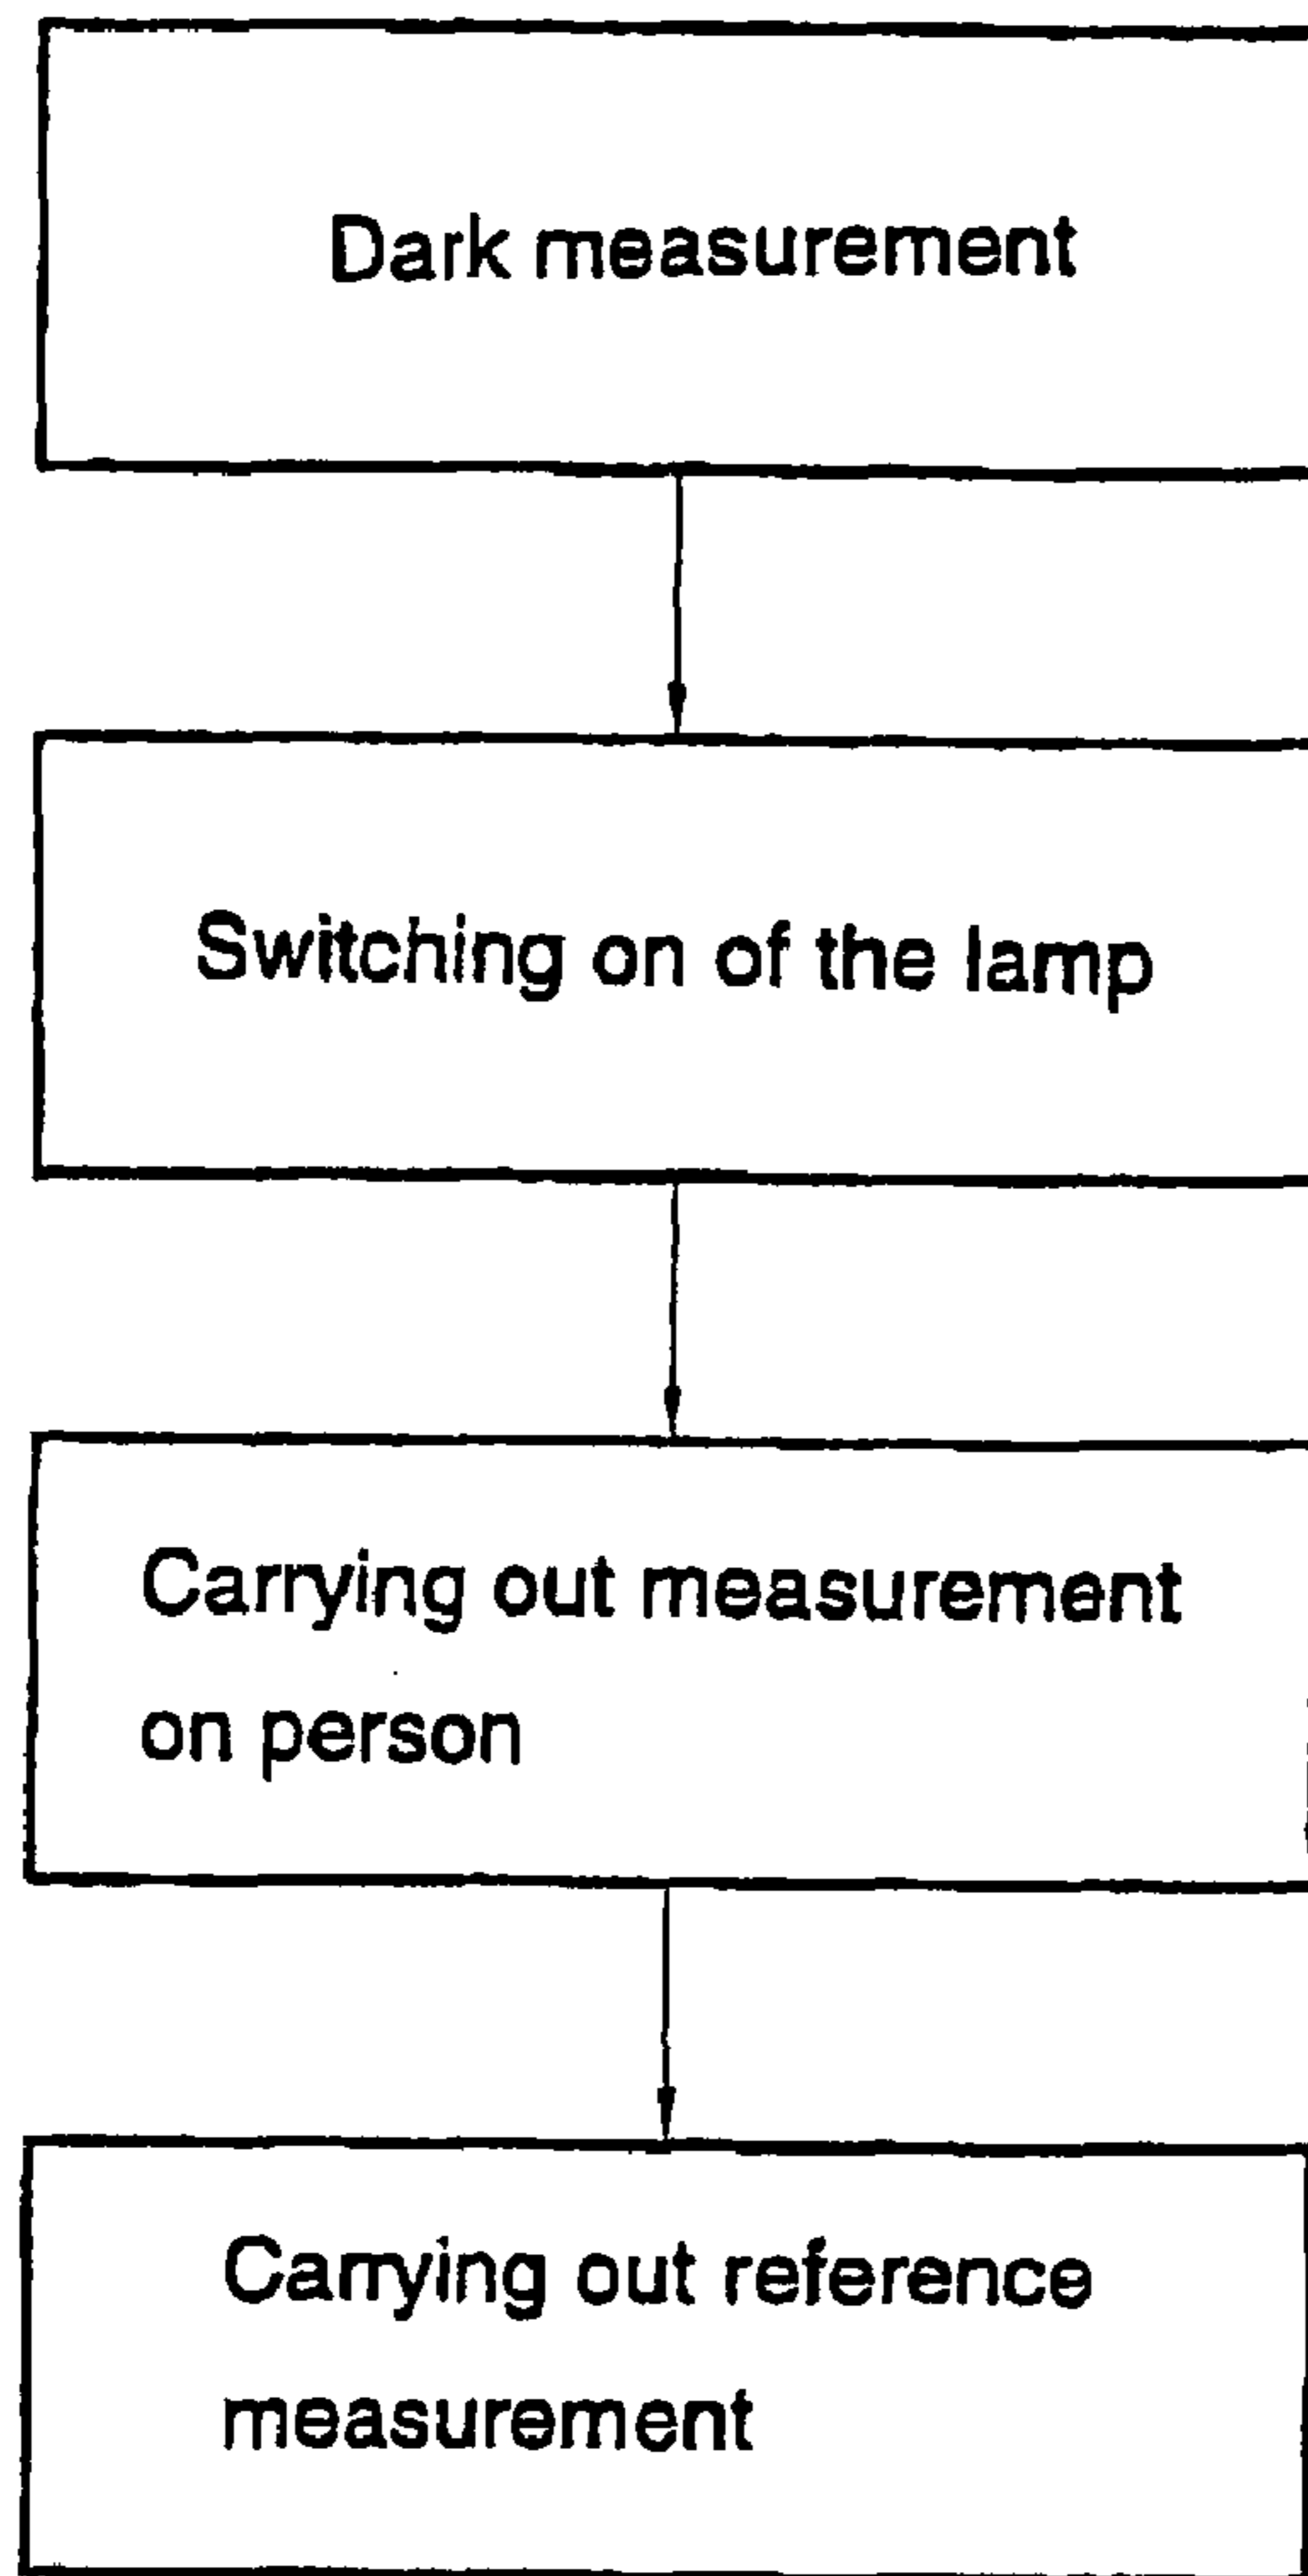 Dark measurement
Switching on of the lamp
Carrying out measurement
on person
Carrying out reference
measurement